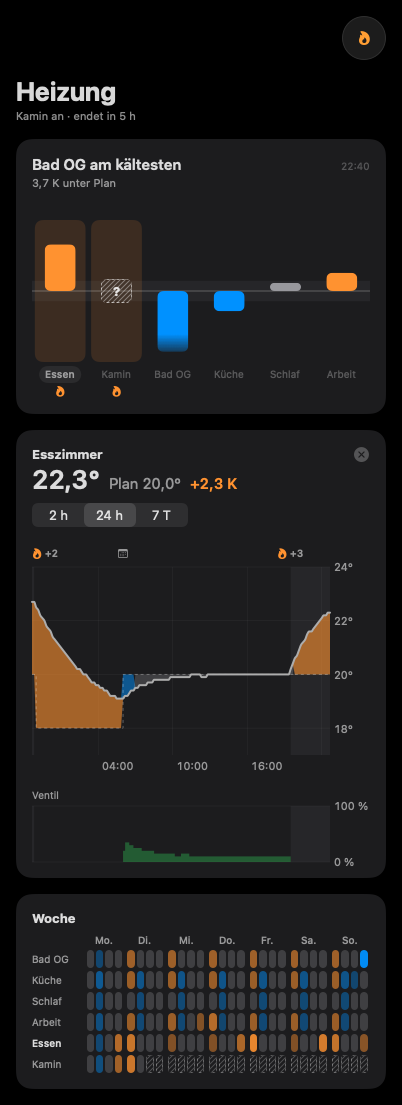 Heizung
Kamin an · endet in 5 h
Bad OG am kältesten
22:40
3,7 K unter Plan
?
Essen Kamin Bad OG Küche Schlaf Arbeit
Esszimmer
22,3° Plan 20,0° +2,3 K
2 h 24 h 7 T
+2 +3
24°
22°
20°
18°
04:00 10:00 16:00
Ventil
100 %
0 %
Woche
Mo. Di. Mi. Do. Fr. Sa. So.
Bad OG
Küche
Schlaf
Arbeit
Essen
Kamin